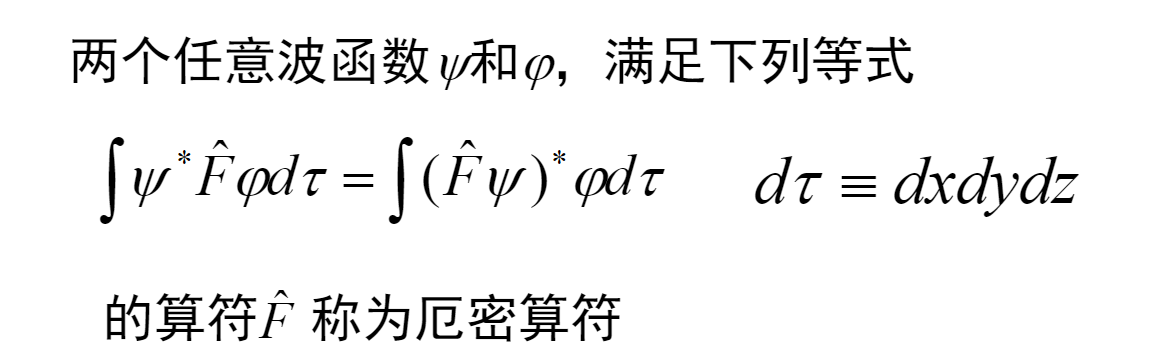 两个任意波函数ψ和φ，满足下列等式
∫ψ*F̂φdτ = ∫(F̂ψ)*φdτ dτ ≡ dxdydz
的算符F̂ 称为厄密算符